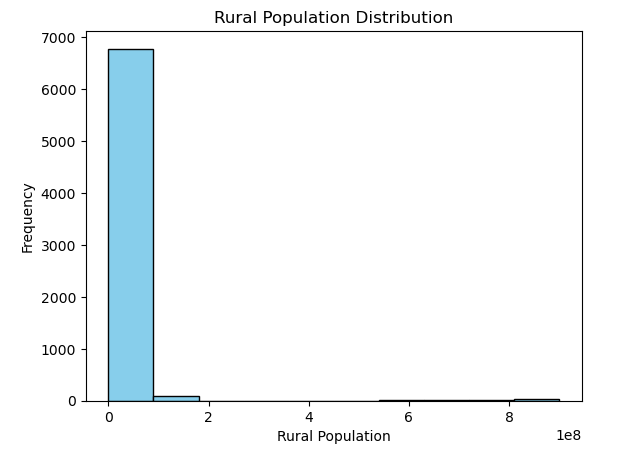 Rural Population Distribution
7000
6000
5000
4000
3000
2000
1000
0
Frequency
0 2 4 6 8
1e8
Rural Population